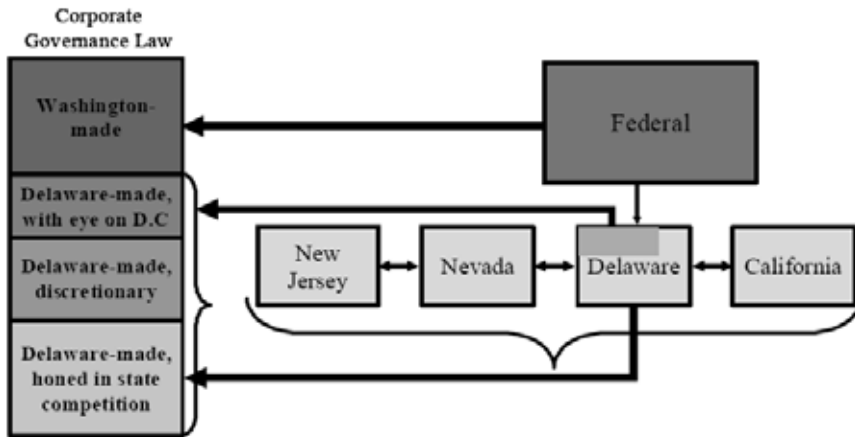 Corporate
Governance Law
Washington-
made
Federal
Delaware-made,
with eye on D.C
New
Jersey
Nevada
Delaware
California
Delaware-made,
discretionary
Delaware-made,
honed in state
competition